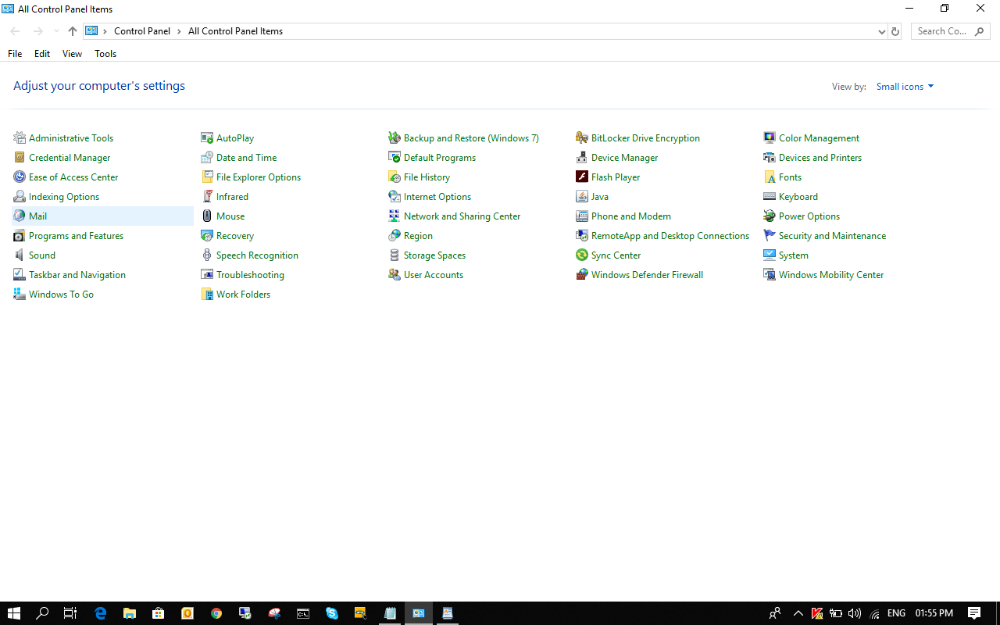 All Control Panel Items
Control Panel All Control Panel Items Search Co...
File Edit View Tools
Adjust your computer's settings View by: Small icons
Administrative Tools AutoPlay Backup and Restore (Windows 7) BitLocker Drive Encryption Color Management
Credential Manager Date and Time Default Programs Device Manager Devices and Printers
Ease of Access Center File Explorer Options File History Flash Player Fonts
Indexing Options Infrared Internet Options Java Keyboard
Mail Mouse Network and Sharing Center Phone and Modem Power Options
Programs and Features Recovery Region RemoteApp and Desktop Connections Security and Maintenance
Sound Speech Recognition Storage Spaces Sync Center System
Taskbar and Navigation Troubleshooting User Accounts Windows Defender Firewall Windows Mobility Center
Windows To Go Work Folders
ENG 01:55 PM